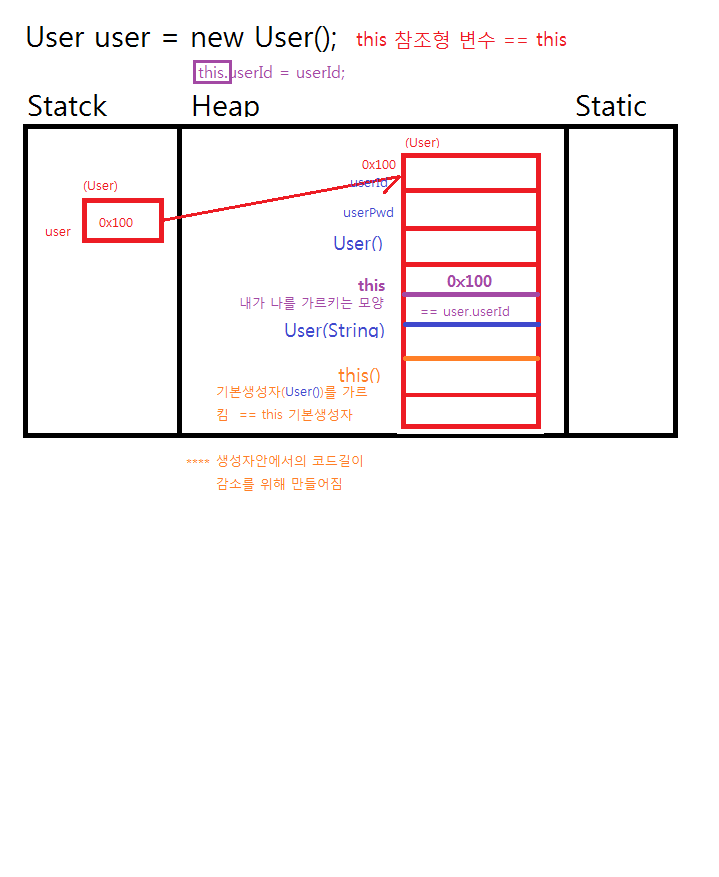 User user = new User(); this 참조형 변수 == this
this.userId = userId;
Statck Heap Static
(User)
0x100
(User)
userId
0x100
userPwd
user
User()
this 0x100
내가 나를 가르키는 모양
== user.userId
User(String)
this()
기본생성자(User())를 가르
킴 == this 기본생성자
**** 생성자안에서의 코드길이
감소를 위해 만들어짐